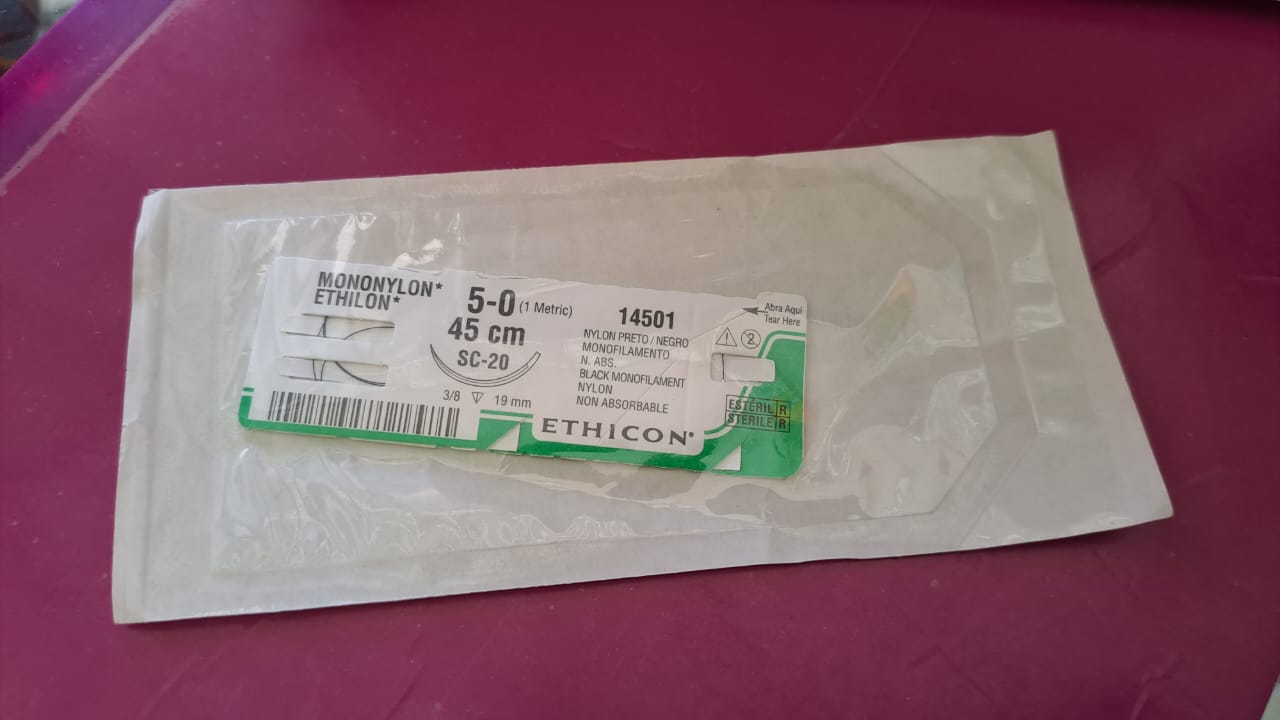 MONONYLON*
ETHILON*
5-0 (1 Metric)
45 cm
SC-20
3/8 19 mm
14501
NYLON PRETO / NEGRO
MONOFILAMENTO
N. ABS.
BLACK MONOFILAMENT
NYLON
NON ABSORBABLE
ETHICON*
Abra Aqui
Tear Here
2
ESTÉRIL R
STERILE R